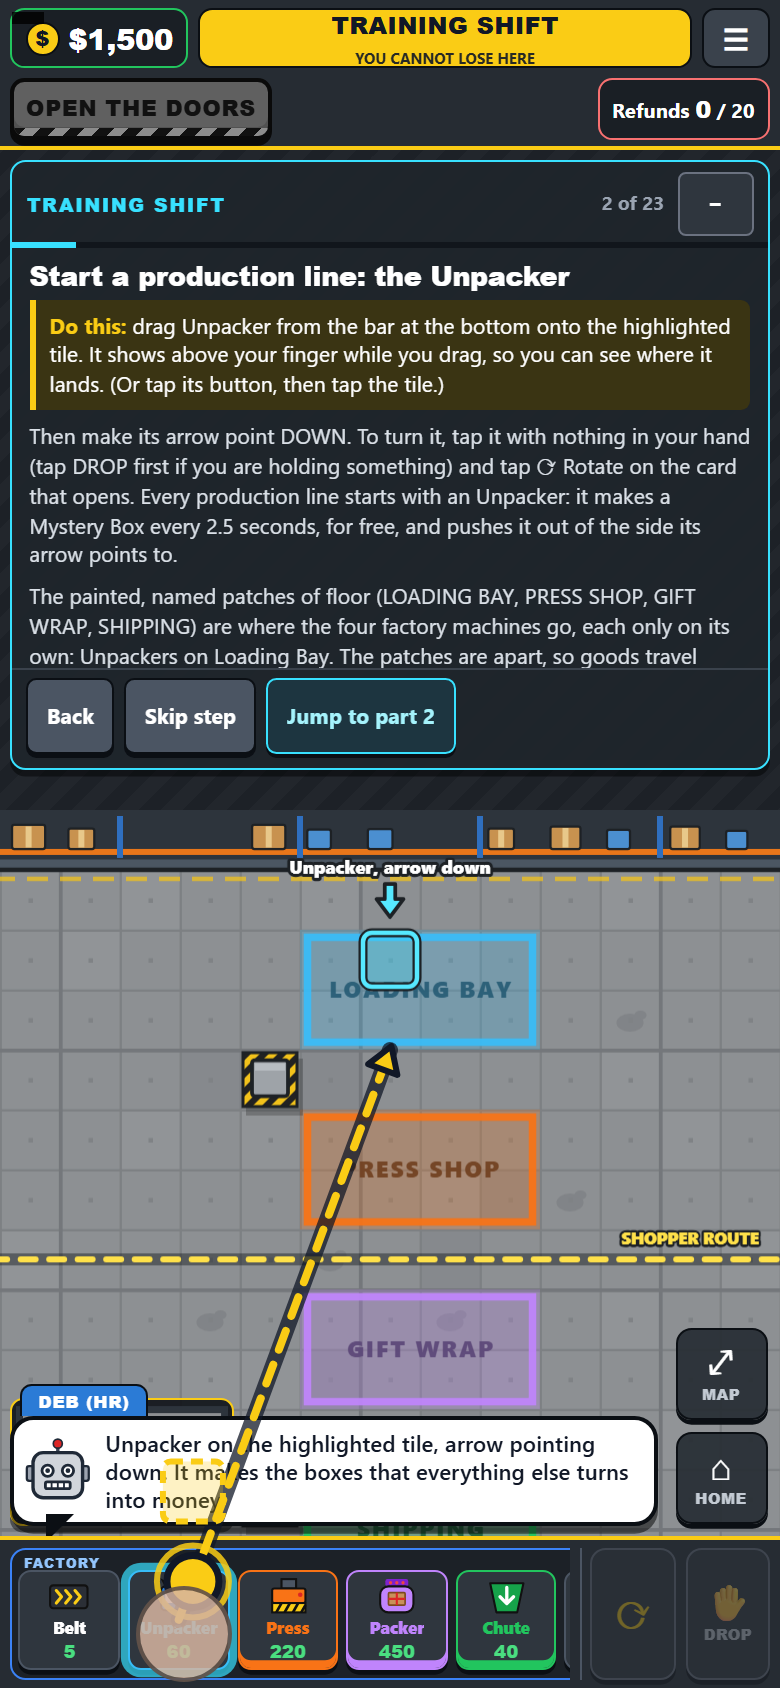 $ $1,500
TRAINING SHIFT
YOU CANNOT LOSE HERE
OPEN THE DOORS
Refunds 0 / 20
TRAINING SHIFT
2 of 23
Start a production line: the Unpacker
Do this: drag Unpacker from the bar at the bottom onto the highlighted
tile. It shows above your finger while you drag, so you can see where it
lands. (Or tap its button, then tap the tile.)
Then make its arrow point DOWN. To turn it, tap it with nothing in your hand
(tap DROP first if you are holding something) and tap ⟳ Rotate on the card
that opens. Every production line starts with an Unpacker: it makes a
Mystery Box every 2.5 seconds, for free, and pushes it out of the side its
arrow points to.
The painted, named patches of floor (LOADING BAY, PRESS SHOP, GIFT
WRAP, SHIPPING) are where the four factory machines go, each only on its
own: Unpackers on Loading Bay. The patches are apart, so goods travel
Back
Skip step
Jump to part 2
Unpacker, arrow down
LOADING BAY
PRESS SHOP
SHOPPER ROUTE
GIFT WRAP
MAP
DEB (HR)
Unpacker on the highlighted tile, arrow pointing
down. It makes the boxes that everything else turns
into money.
HOME
SHIPPING
FACTORY
Belt
5
Unpacker
60
Press
220
Packer
450
Chute
40
DROP